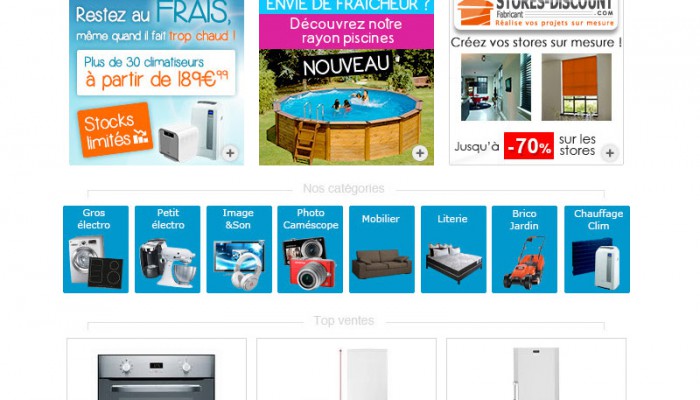 Restez au FRAIS,
même quand il fait trop chaud !
Plus de 30 climatiseurs
à partir de 189€99
Stocks
limités
ENVIE DE FRAÎCHEUR ?
Découvrez notre
rayon piscines
NOUVEAU
STORES-DISCOUNT
Fabricant .COM
Réalise vos projets sur mesure
Créez vos stores sur mesure !
Jusqu'à -70% sur les stores
Nos catégories
Gros
électro
Petit
électro
Image
&Son
Photo
Caméscope
Mobilier
Literie
Brico
Jardin
Chauffage
Clim
Top ventes